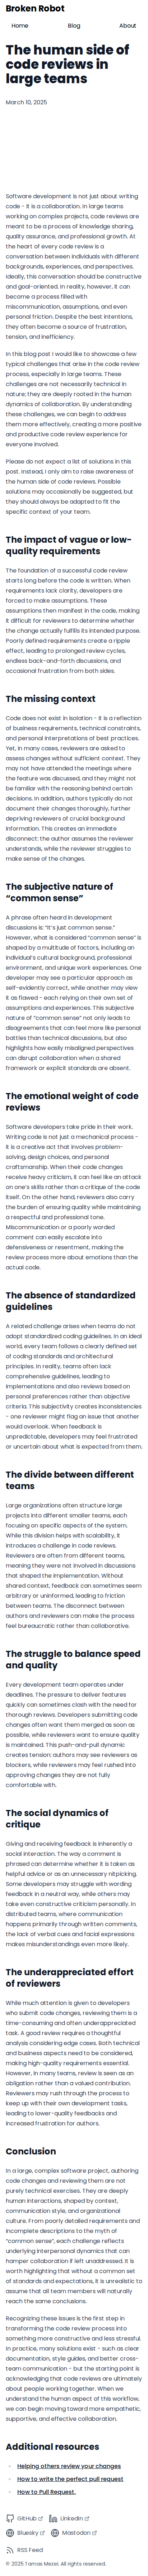 Broken Robot
Home Blog About
The human side of
code reviews in
large teams
March 10, 2025
Software development is not just about writing
code - it is a collaboration. In large teams
working on complex projects, code reviews are
meant to be a process of knowledge sharing,
quality assurance, and professional growth. At
the heart of every code review is a
conversation between individuals with different
backgrounds, experiences, and perspectives.
Ideally, this conversation should be constructive
and goal-oriented. In reality, however, it can
become a process filled with
miscommunication, assumptions, and even
personal friction. Despite the best intentions,
they often become a source of frustration,
tension, and inefficiency.
In this blog post I would like to showcase a few
typical challenges that arise in the code review
process, especially in large teams. These
challenges are not necessarily technical in
nature; they are deeply rooted in the human
dynamics of collaboration. By understanding
these challenges, we can begin to address
them more effectively, creating a more positive
and productive code review experience for
everyone involved.
Please do not expect a list of solutions in this
post. Instead, I only aim to raise awareness of
the human side of code reviews. Possible
solutions may occasionally be suggested, but
they should always be adapted to fit the
specific context of your team.
The impact of vague or low-
quality requirements
The foundation of a successful code review
starts long before the code is written. When
requirements lack clarity, developers are
forced to make assumptions. These
assumptions then manifest in the code, making
it difficult for reviewers to determine whether
the change actually fulfills its intended purpose.
Poorly defined requirements create a ripple
effect, leading to prolonged review cycles,
endless back-and-forth discussions, and
occasional frustration from both sides.
The missing context
Code does not exist in isolation - it is a reflection
of business requirements, technical constraints,
and personal interpretations of best practices.
Yet, in many cases, reviewers are asked to
assess changes without sufficient context. They
may not have attended the meetings where
the feature was discussed, and they might not
be familiar with the reasoning behind certain
decisions. In addition, authors typically do not
document their changes thoroughly, further
depriving reviewers of crucial background
information. This creates an immediate
disconnect: the author assumes the reviewer
understands, while the reviewer struggles to
make sense of the changes.
The subjective nature of
“common sense”
A phrase often heard in development
discussions is: “It’s just common sense.”
However, what is considered “common sense” is
shaped by a multitude of factors, including an
individual’s cultural background, professional
environment, and unique work experiences. One
developer may see a particular approach as
self-evidently correct, while another may view
it as flawed - each relying on their own set of
assumptions and experiences. This subjective
nature of “common sense” not only leads to
disagreements that can feel more like personal
battles than technical discussions, but also
highlights how easily misaligned perspectives
can disrupt collaboration when a shared
framework or explicit standards are absent.
The emotional weight of code
reviews
Software developers take pride in their work.
Writing code is not just a mechanical process -
it is a creative act that involves problem-
solving, design choices, and personal
craftmanship. When their code changes
receive heavy criticism, it can feel like an attack
on one’s skills rather than a critique of the code
itself. On the other hand, reviewers also carry
the burden of ensuring quality while maintaining
a respectful and professional tone.
Miscommunication or a poorly worded
comment can easily escalate into
defensiveness or resentment, making the
review process more about emotions than the
actual code.
The absence of standardized
guidelines
A related challenge arises when teams do not
adopt standardized coding guidelines. In an ideal
world, every team follows a clearly defined set
of coding standards and architectural
principles. In reality, teams often lack
comprehensive guidelines, leading to
implementations and also reviews based on
personal preferences rather than objective
criteria. This subjectivity creates inconsistencies
- one reviewer might flag an issue that another
would overlook. When feedback is
unpredictable, developers may feel frustrated
or uncertain about what is expected from them.
The divide between different
teams
Large organizations often structure large
projects into different smaller teams, each
focusing on specific aspects of the system.
While this division helps with scalability, it
introduces a challenge in code reviews.
Reviewers are often from different teams,
meaning they were not involved in discussions
that shaped the implementation. Without
shared context, feedback can sometimes seem
arbitrary or uninformed, leading to friction
between teams. The disconnect between
authors and reviewers can make the process
feel bureaucratic rather than collaborative.
The struggle to balance speed
and quality
Every development team operates under
deadlines. The pressure to deliver features
quickly can sometimes clash with the need for
thorough reviews. Developers submitting their
changes often want them merged as soon as
possible, while reviewers want to ensure quality
is maintained. This push-and-pull dynamic
creates tension: authors may see reviewers as
blockers, while reviewers may feel rushed into
approving changes they are not fully
comfortable with.
The social dynamics of
critique
Giving and receiving feedback is inherently a
social interaction. The way a comment is
phrased can determine whether it is taken as
helpful advice or as an unnecessary nitpicking.
Some developers may struggle with wording
feedback in a neutral way, while others may
take even constructive criticism personally. In
distributed teams, where communication
happens primarily through written comments,
the lack of verbal cues and facial expressions
makes misunderstandings even more likely.
The underappreciated effort
of reviewers
While much attention is given to developers
who submit code changes, reviewing them is a
time-consuming and often underappreciated
task. A good review requires a thoughtful
analysis considering edge cases. Both technical
and business aspects need to be considered,
making high-quality requirements essential.
However, in many teams, review is seen as an
obligation rather than a valued contribution.
Reviewers may rush through the process to
keep up with their own development tasks,
leading to lower-quality feedbacks and
increased frustration for authors.
Conclusion
In a large, complex software project, authoring
code changes and reviewing them are not
purely technical exercises. They are deeply
human interactions, shaped by context,
communication style, and organizational
culture. From poorly detailed requirements and
incomplete descriptions to the myth of
“common sense”, each challenge reflects
underlying interpersonal dynamics that can
hamper collaboration if left unaddressed. It is
worth highlighting that without a common set
of standards and expectations, it is unrealistic to
assume that all team members will naturally
reach the same conclusions.
Recognizing these issues is the first step in
transforming the code review process into
something more constructive and less stressful.
In practice, many solutions exist - such as clear
documentation, style guides, and better cross-
team communication - but the starting point is
acknowledging that code reviews are ultimately
about people working together. When we
understand the human aspect of this workflow,
we can begin moving toward more empathetic,
supportive, and effective collaboration.
Additional resources
Helping others review your changes
How to write the perfect pull request
How to Pull Request.
GitHub LinkedIn
Bluesky Mastodon
RSS Feed
© 2025 Tamas Mezei. All rights reserved.